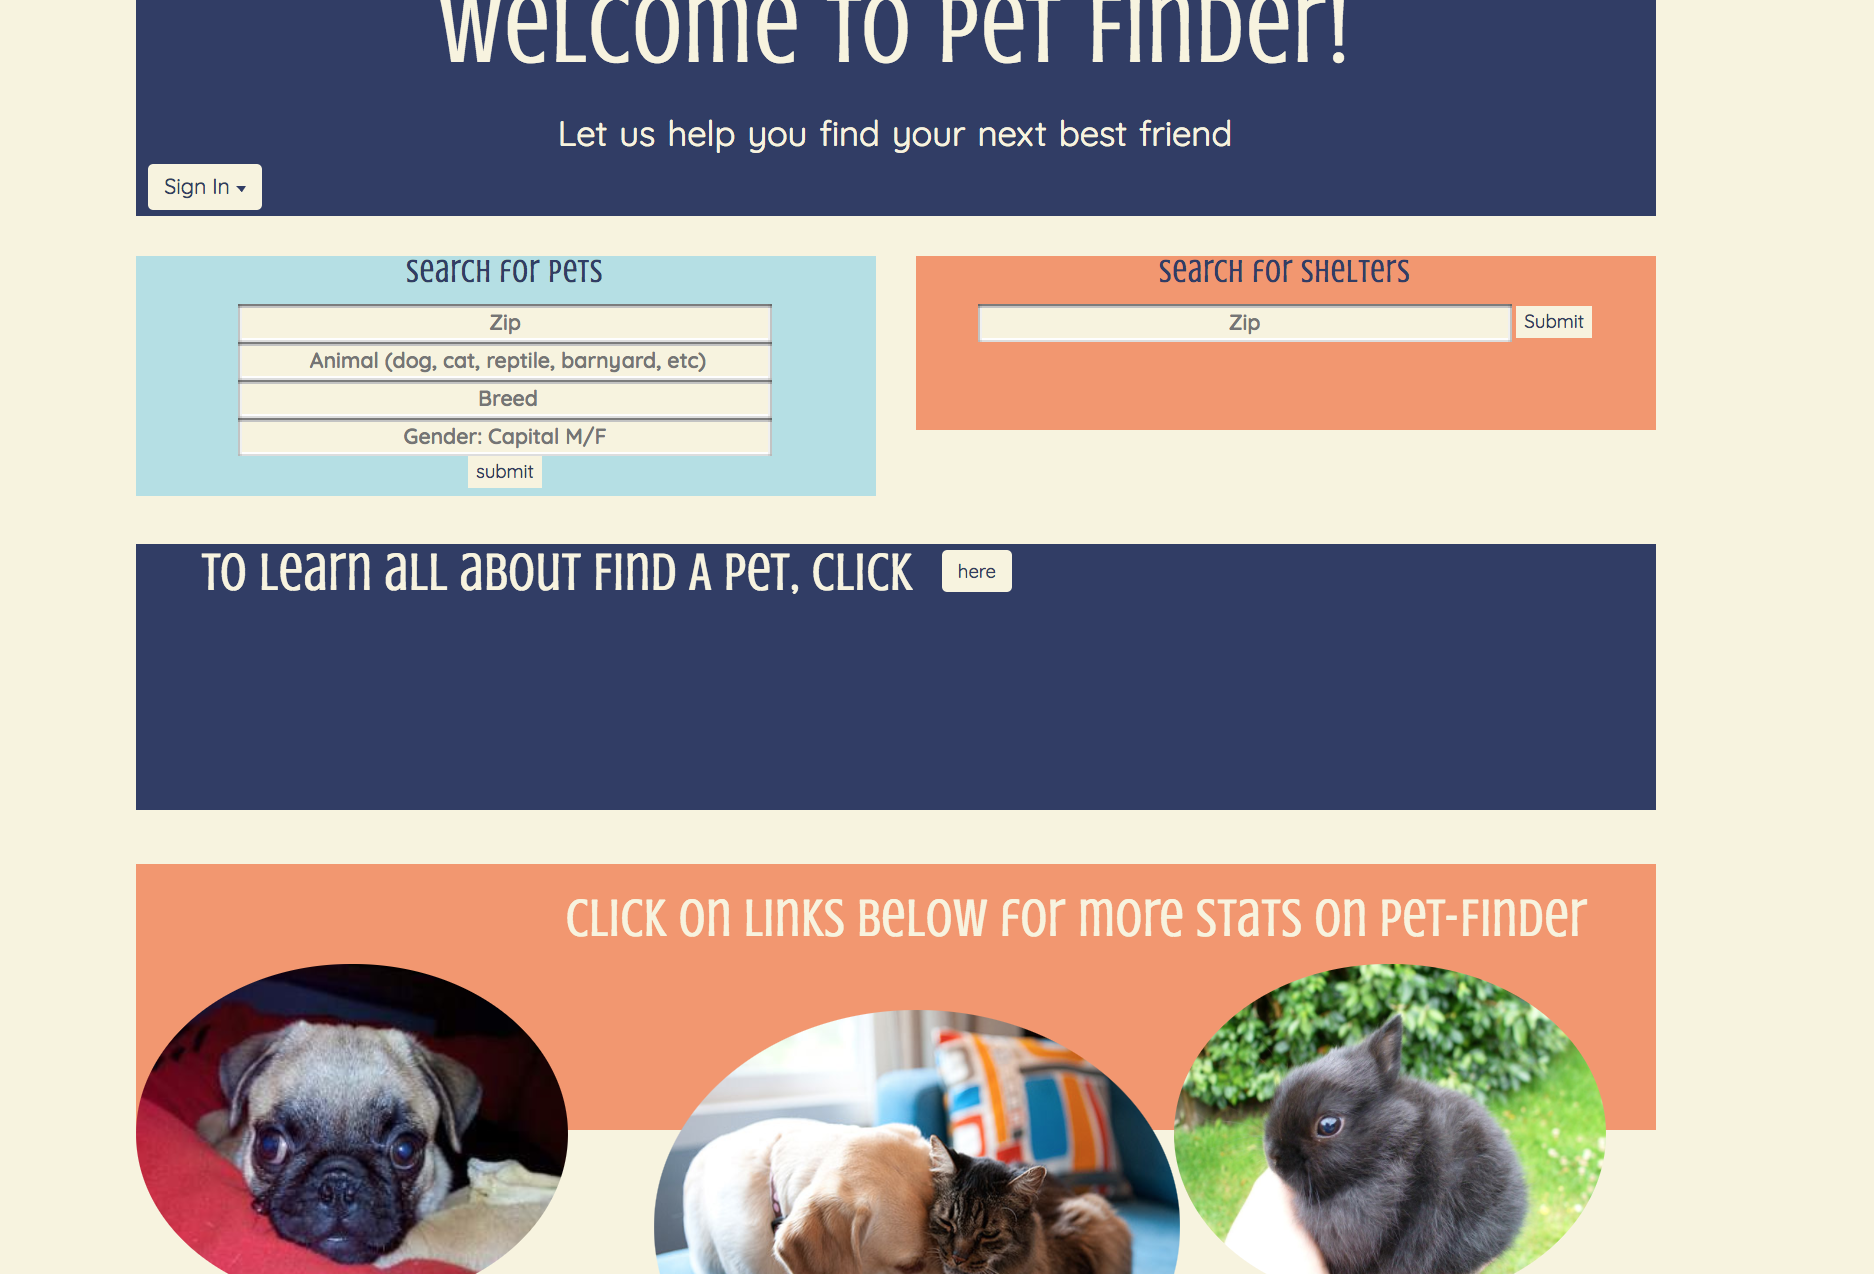 Welcome to Pet Finder!
Let us help you find your next best friend
Sign In
Search for Pets
Zip
Animal (dog, cat, reptile, barnyard, etc)
Breed
Gender: Capital M/F
submit
Search for Shelters
Zip
Submit
To Learn all about Find A Pet, click
here
Click on links below for more stats on Pet-Finder